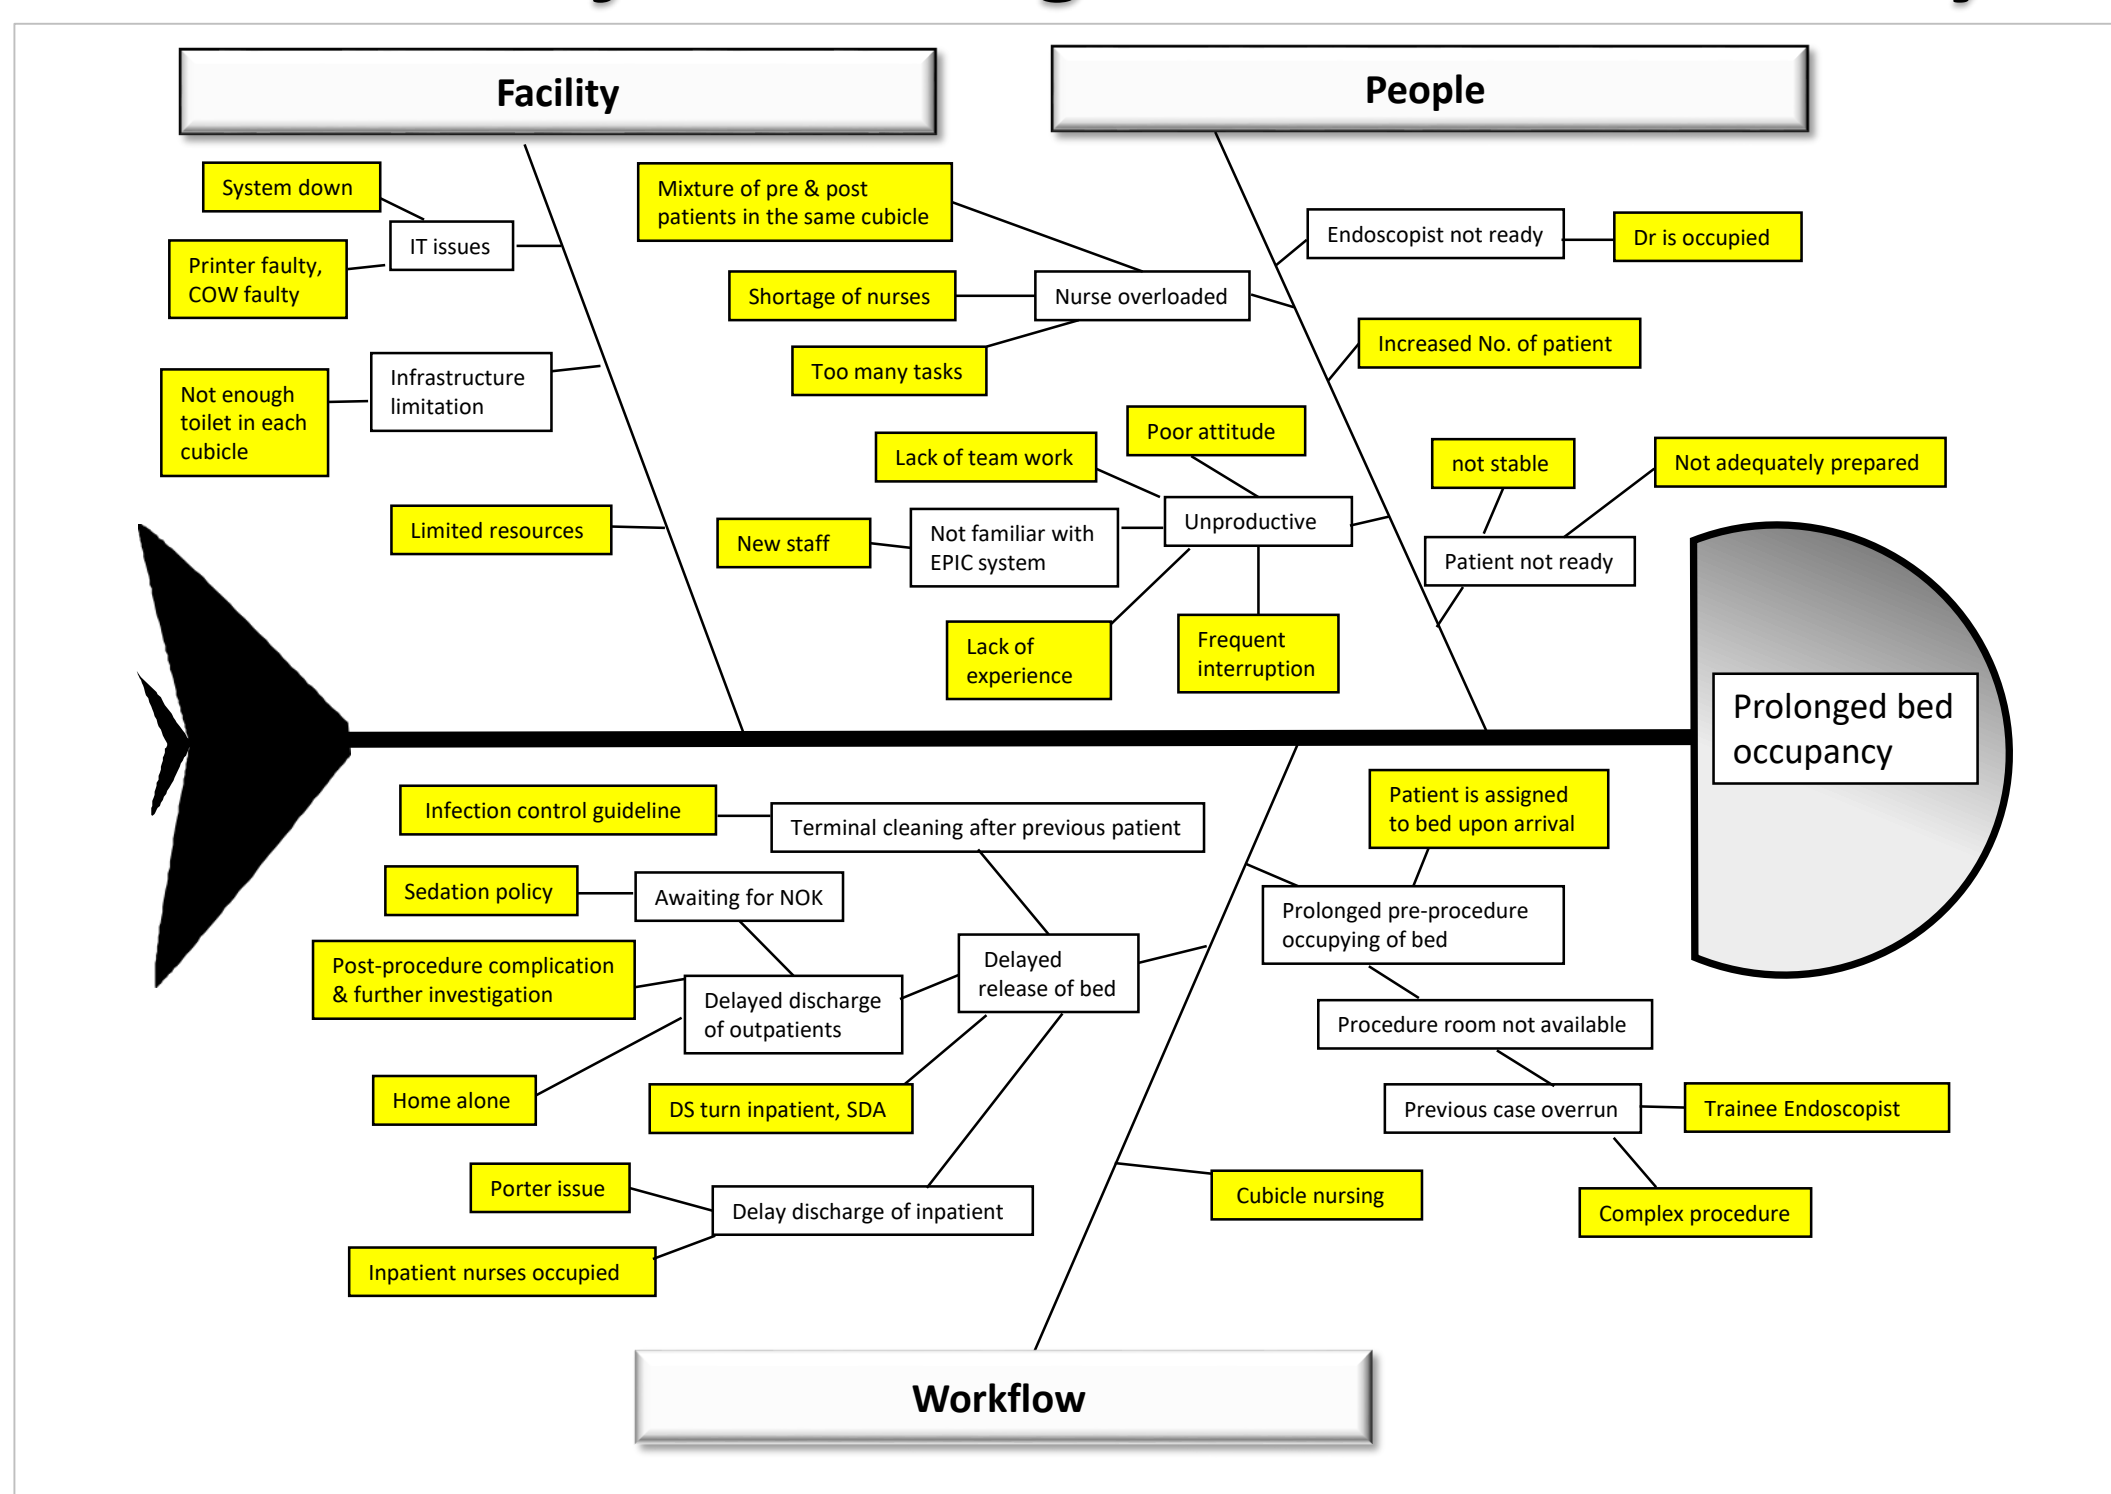 Facility
People
System down
IT issues
Printer faulty,
COW faulty
Infrastructure
limitation
Not enough
toilet in each
cubicle
Limited resources
Mixture of pre & post
patients in the same cubicle
Shortage of nurses
Nurse overloaded
Too many tasks
Endoscopist not ready
Dr is occupied
Increased No. of patient
Poor attitude
Lack of team work
Unproductive
Not familiar with
EPIC system
New staff
Lack of
experience
Frequent
interruption
not stable
Not adequately prepared
Patient not ready
Prolonged bed
occupancy
Infection control guideline
Terminal cleaning after previous patient
Sedation policy
Awaiting for NOK
Post-procedure complication
& further investigation
Delayed discharge
of outpatients
Delayed
release of bed
Home alone
DS turn inpatient, SDA
Porter issue
Delay discharge of inpatient
Inpatient nurses occupied
Patient is assigned
to bed upon arrival
Prolonged pre-procedure
occupying of bed
Procedure room not available
Previous case overrun
Trainee Endoscopist
Complex procedure
Cubicle nursing
Workflow